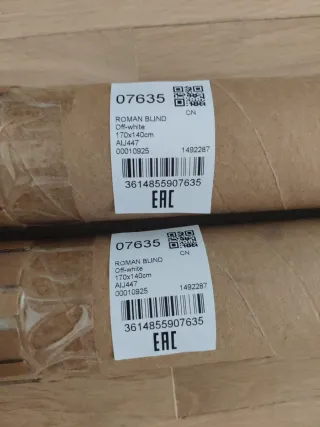 07635
CN
ROMAN BLIND
Off-white
170x140cm
AIJ447
00010925 1492287
3614855907635
EAC
07635
CN
ROMAN BLIND
Off-white
170x140cm
AIJ447
00010925 1492287
3614855907635
EAC